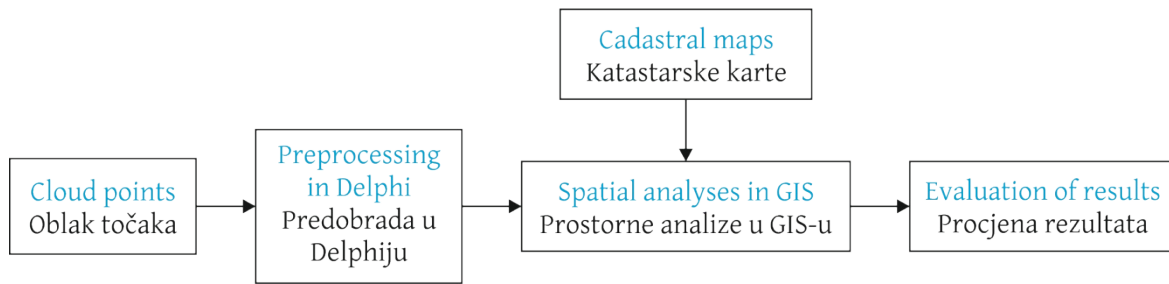 Cadastral maps
Katastarske karte
Cloud points
Oblak točaka
Preprocessing
in Delphi
Predobrada u
Delphiju
Spatial analyses in GIS
Prostorne analize u GIS-u
Evaluation of results
Procjena rezultata